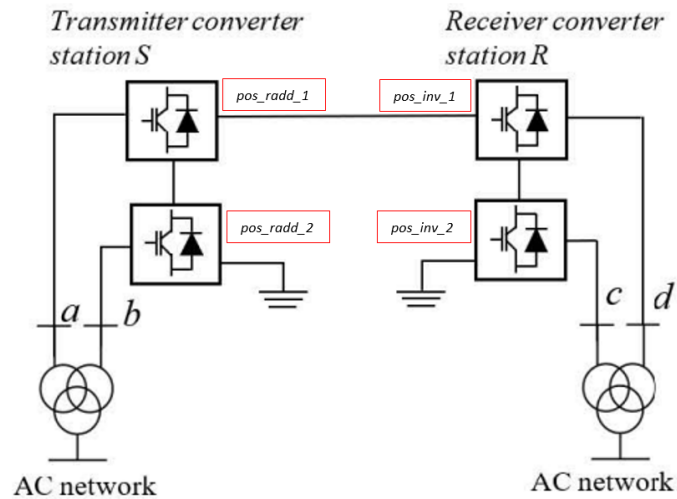 Transmitter converter
station S
Receiver converter
station R
pos_radd_1
pos_inv_1
pos_radd_2
pos_inv_2
a
b
c
d
AC network
AC network